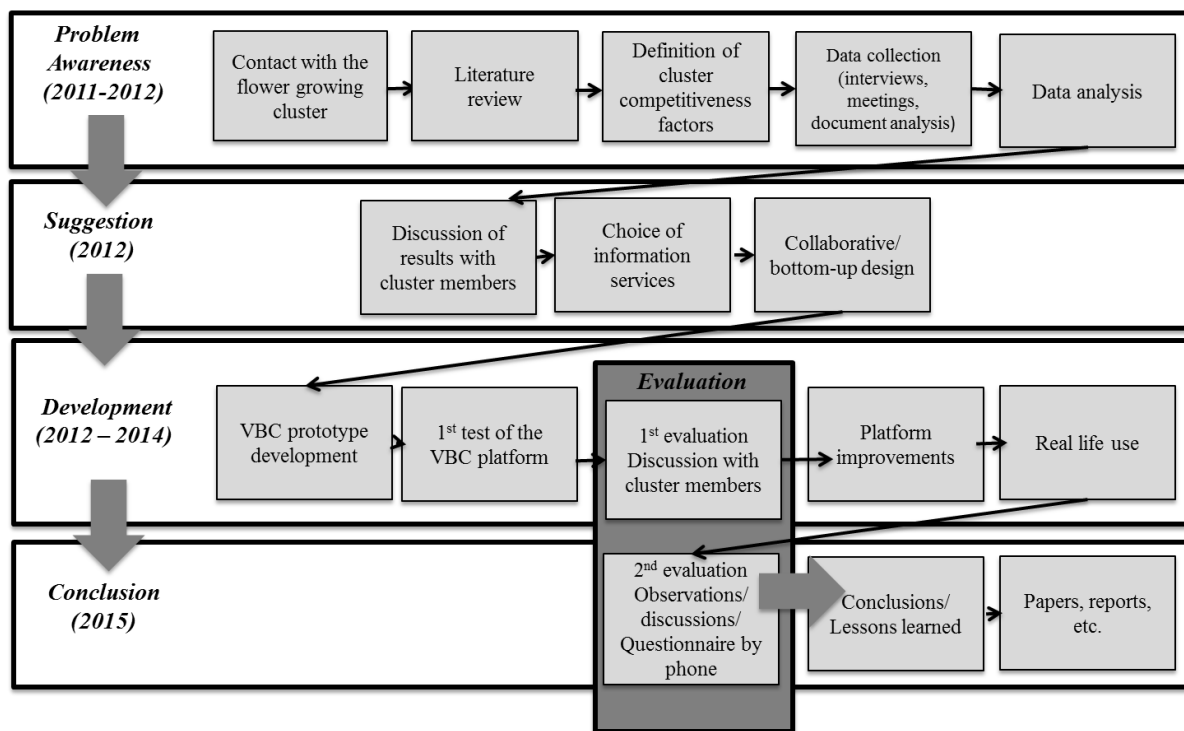 Problem
Awareness
(2011-2012)
Contact with the
flower growing
cluster
Literature
review
Definition of
cluster
competitiveness
factors
Data collection
(interviews,
meetings,
document analysis)
Data analysis
Suggestion
(2012)
Discussion of
results with
cluster members
Choice of
information
services
Collaborative/
bottom-up design
Development
(2012 – 2014)
VBC prototype
development
1st test of the
VBC platform
Evaluation
1st evaluation
Discussion with
cluster members
Platform
improvements
Real life use
Conclusion
(2015)
2nd evaluation
Observations/
discussions/
Questionnaire by
phone
Conclusions/
Lessons learned
Papers, reports,
etc.